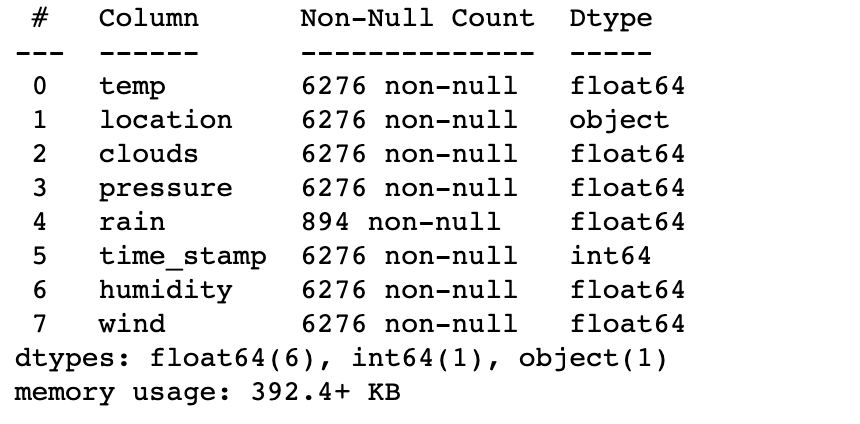 #   Column      Non-Null Count  Dtype
---  ------      --------------  -----
0   temp        6276 non-null   float64
1   location    6276 non-null   object
2   clouds      6276 non-null   float64
3   pressure    6276 non-null   float64
4   rain        894 non-null    float64
5   time_stamp  6276 non-null   int64
6   humidity    6276 non-null   float64
7   wind        6276 non-null   float64
dtypes: float64(6), int64(1), object(1)
memory usage: 392.4+ KB